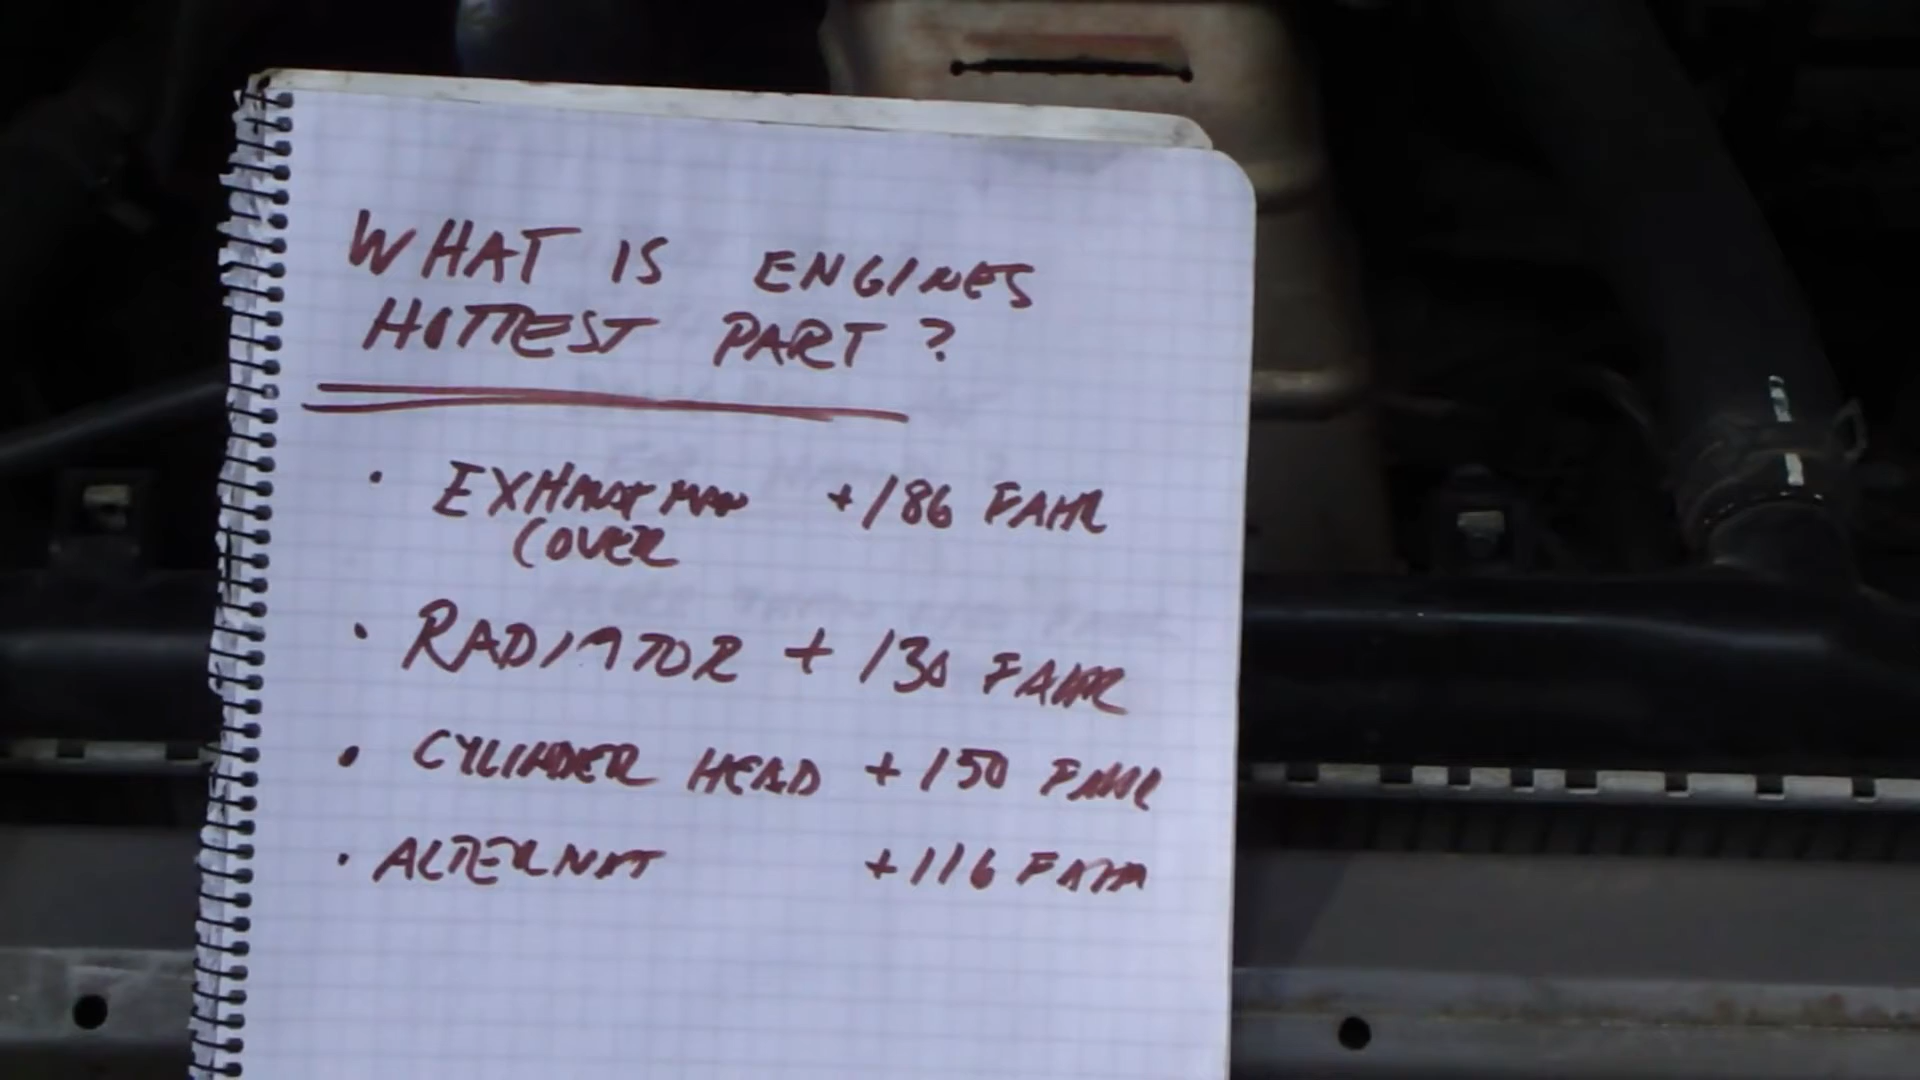 WHAT IS ENGINES
HOTTEST PART?
· EXHAUST MAN +186 FAHR
COVER
· RADIATOR +130 FAHR
· CYLINDER HEAD +150 FAHR
· ALTERNAT +116 FAHR